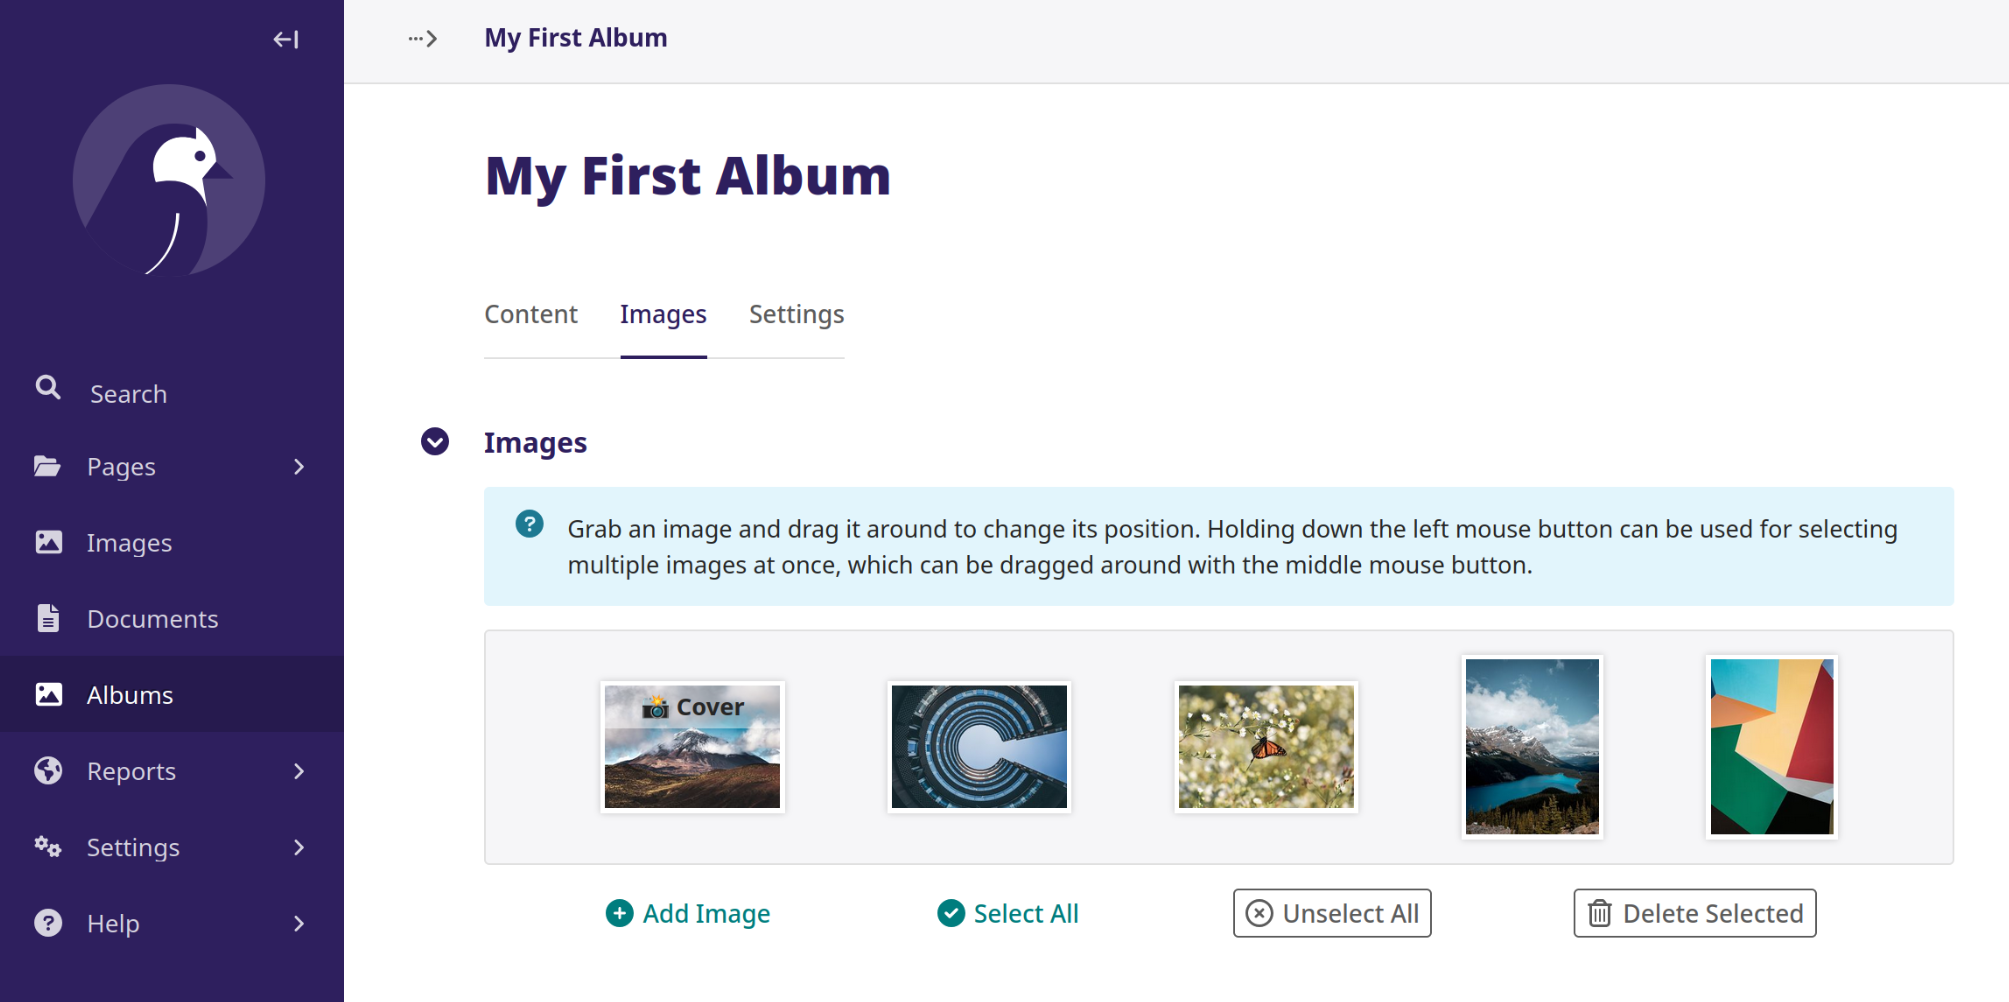 My First Album
My First Album
Content Images Settings
Search
Pages
Images
Documents
Albums
Reports
Settings
Help
Images
Grab an image and drag it around to change its position. Holding down the left mouse button can be used for selecting
multiple images at once, which can be dragged around with the middle mouse button.
Cover
Add Image Select All Unselect All Delete Selected